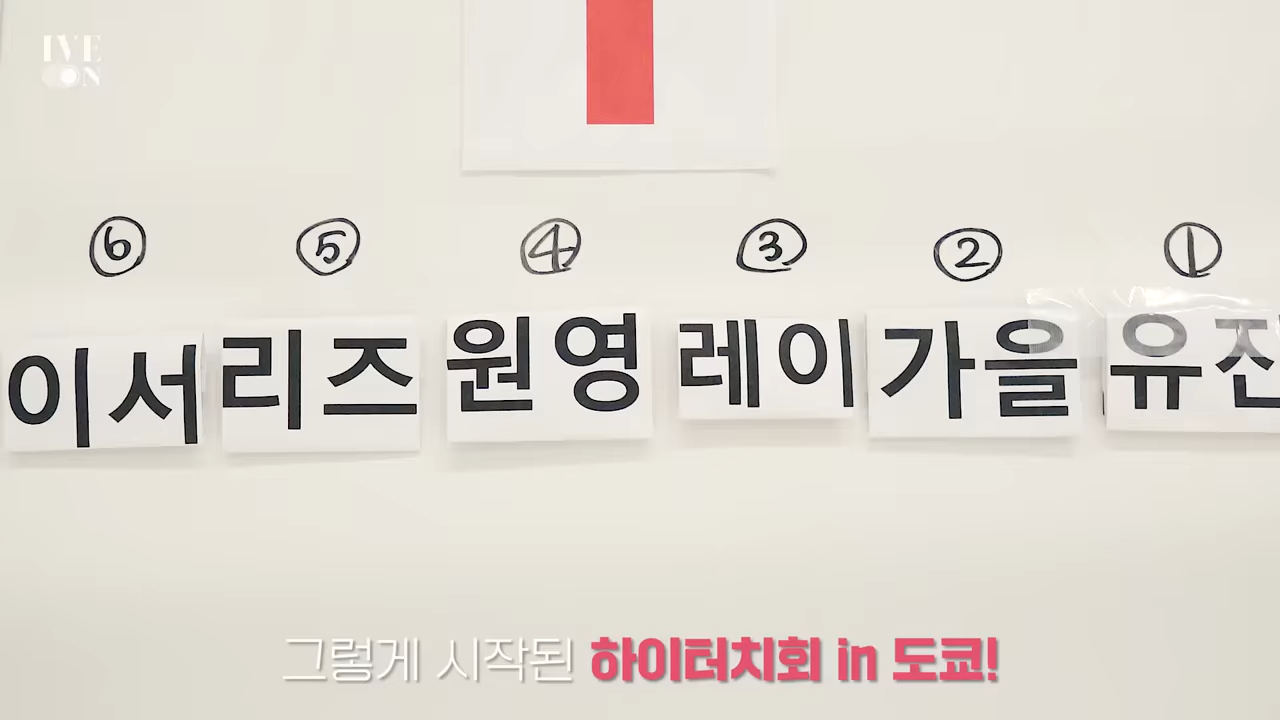 IVE
ON
⑥ ⑤ ④ ③ ② ①
이서 리즈 원영 레이 가을 유진
그렇게 시작된 하이터치회 in 도쿄!